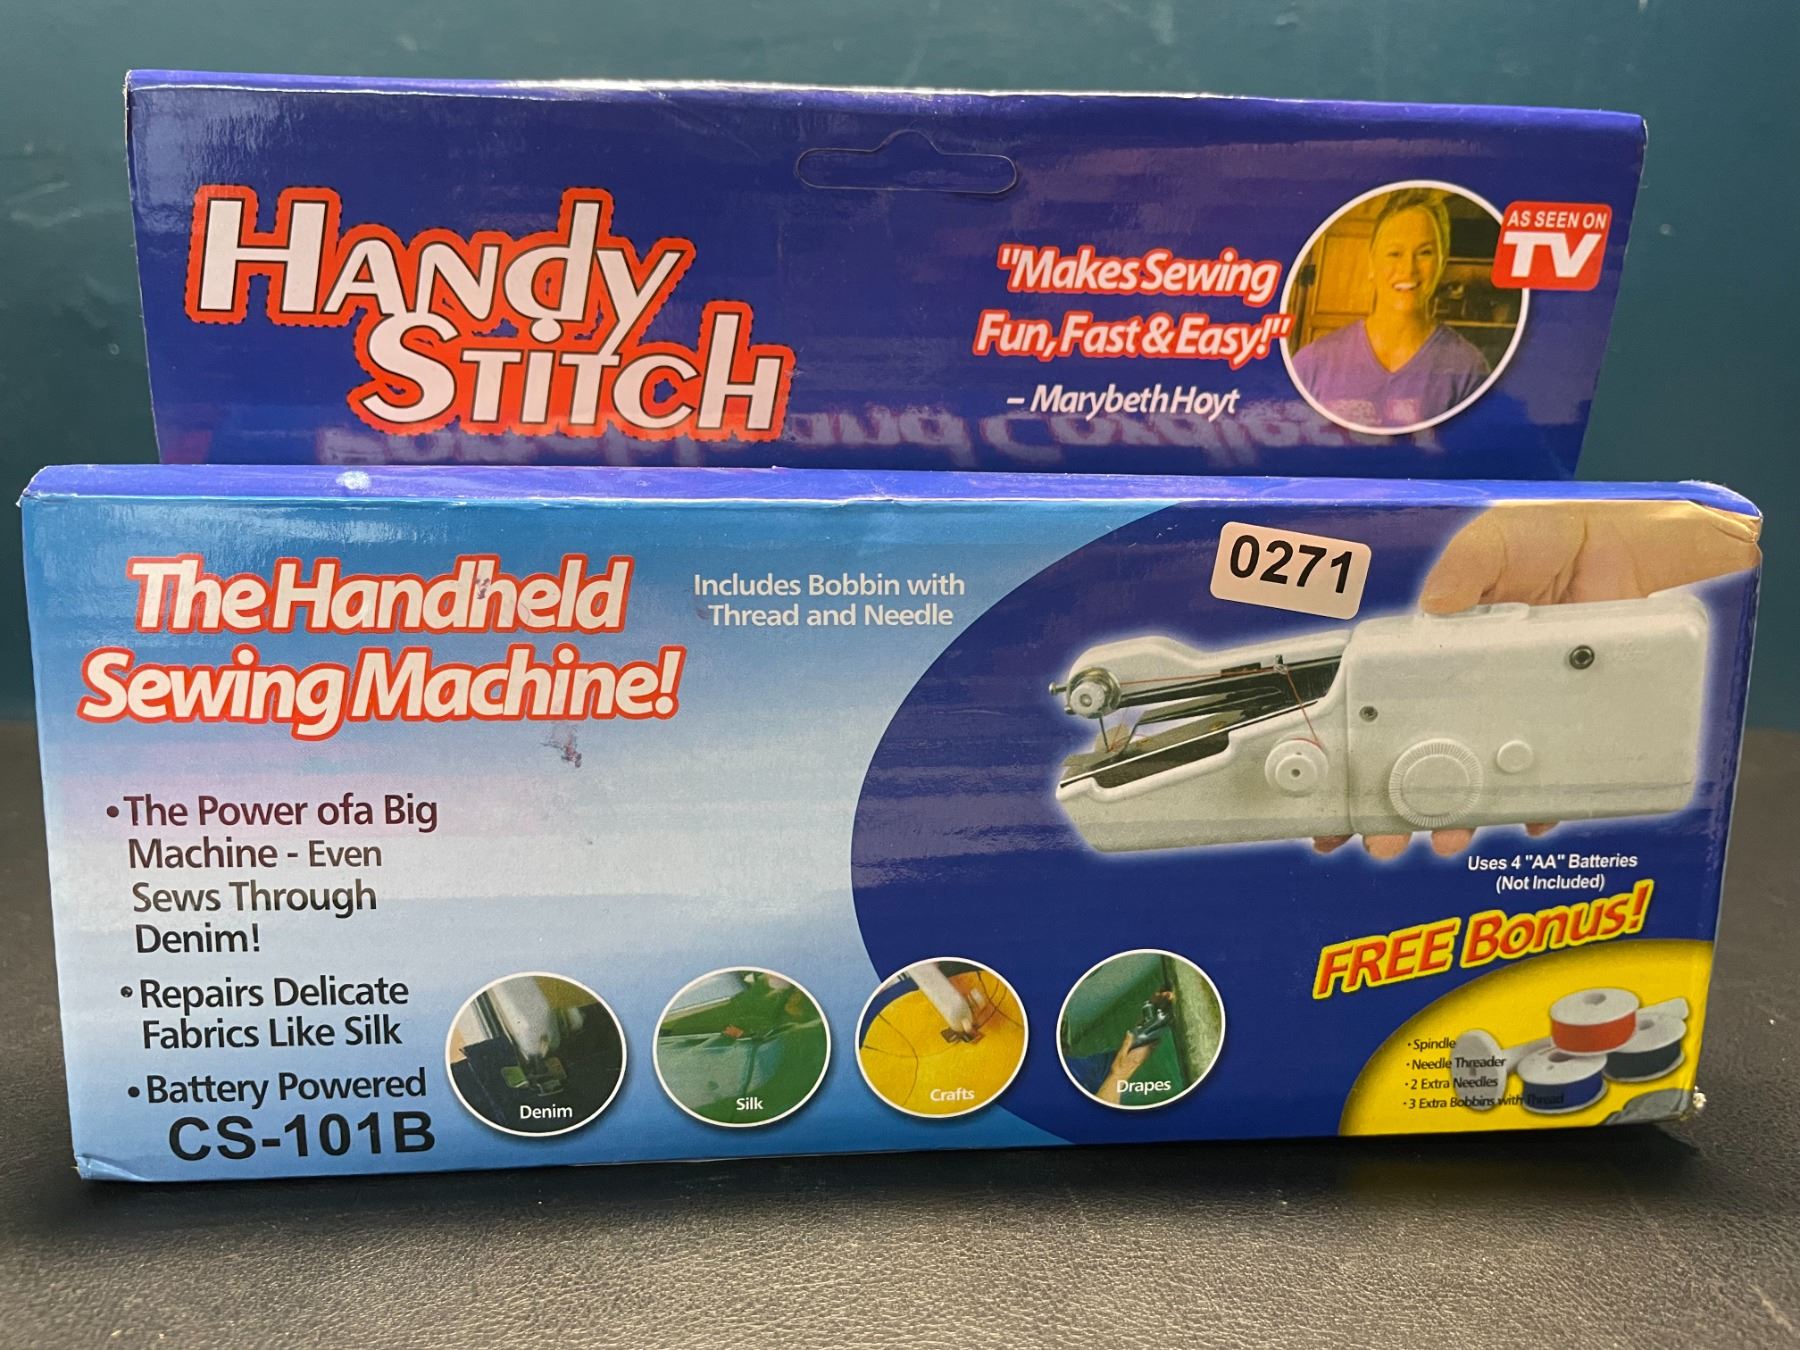 HANDY
STITCH
"Makes Sewing
Fun, Fast & Easy!"
– Marybeth Hoyt
AS SEEN ON
TV
and Cordless!
The Handheld
Sewing Machine!
Includes Bobbin with
Thread and Needle
0271
• The Power ofa Big
Machine - Even
Sews Through
Denim!
• Repairs Delicate
Fabrics Like Silk
• Battery Powered
CS-101B
Denim
Silk
Crafts
Drapes
Uses 4 "AA" Batteries
(Not Included)
FREE Bonus!
• Spindle
• Needle Threader
• 2 Extra Needles
• 3 Extra Bobbins with Thread